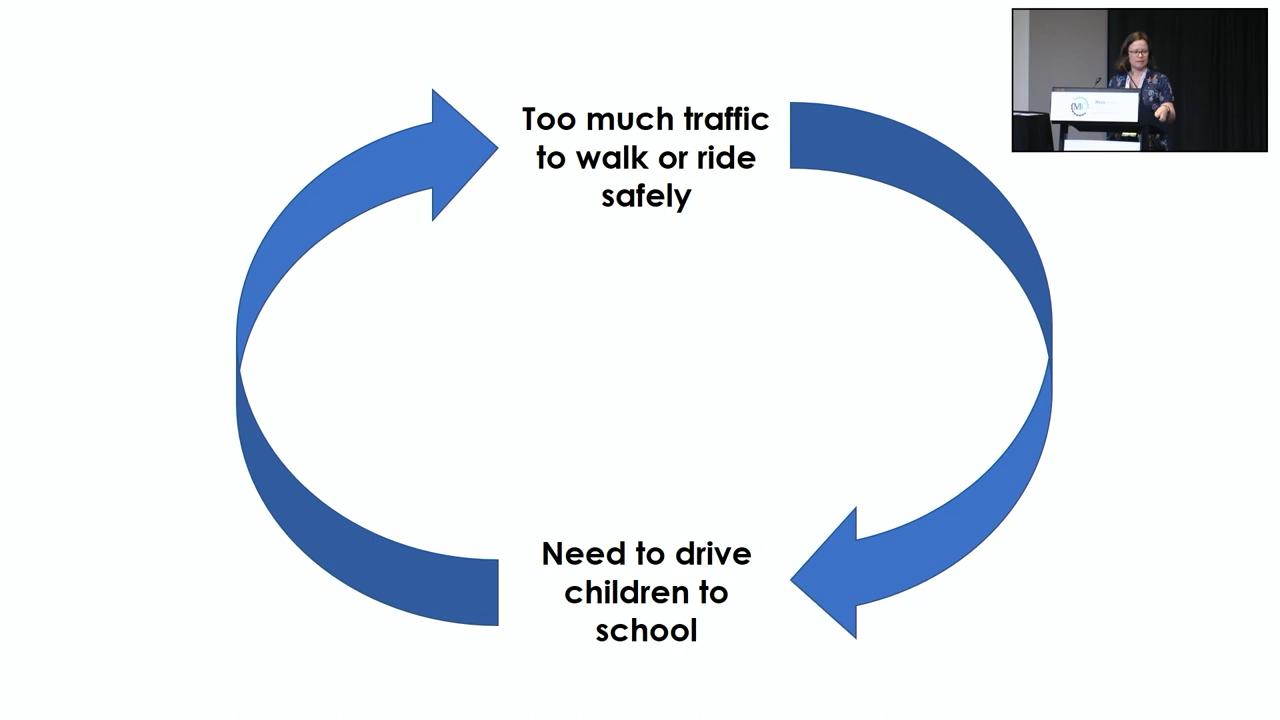 Too much traffic
to walk or ride
safely
Need to drive
children to
school